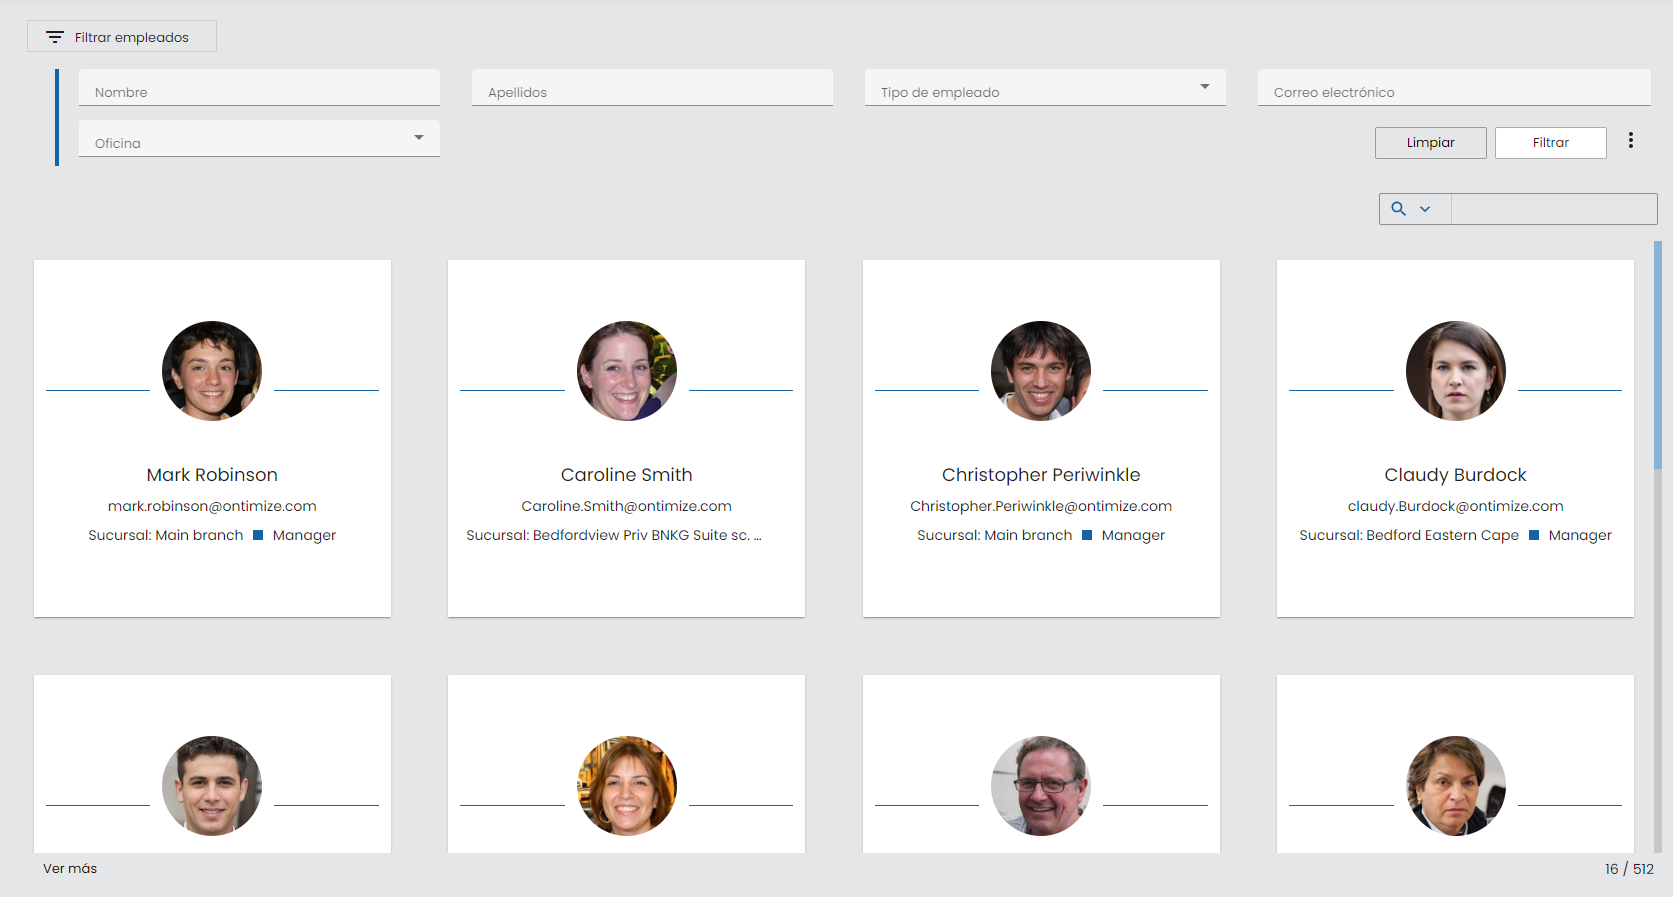 Filtrar empleados
Nombre
Apellidos
Tipo de empleado
Correo electrónico
Oficina
Limpiar
Filtrar
Mark Robinson
mark.robinson@ontimize.com
Sucursal: Main branch Manager
Caroline Smith
Caroline.Smith@ontimize.com
Sucursal: Bedfordview Priv BNKG Suite sc. ...
Christopher Periwinkle
Christopher.Periwinkle@ontimize.com
Sucursal: Main branch Manager
Claudy Burdock
claudy.Burdock@ontimize.com
Sucursal: Bedford Eastern Cape Manager
Ver más
16 / 512